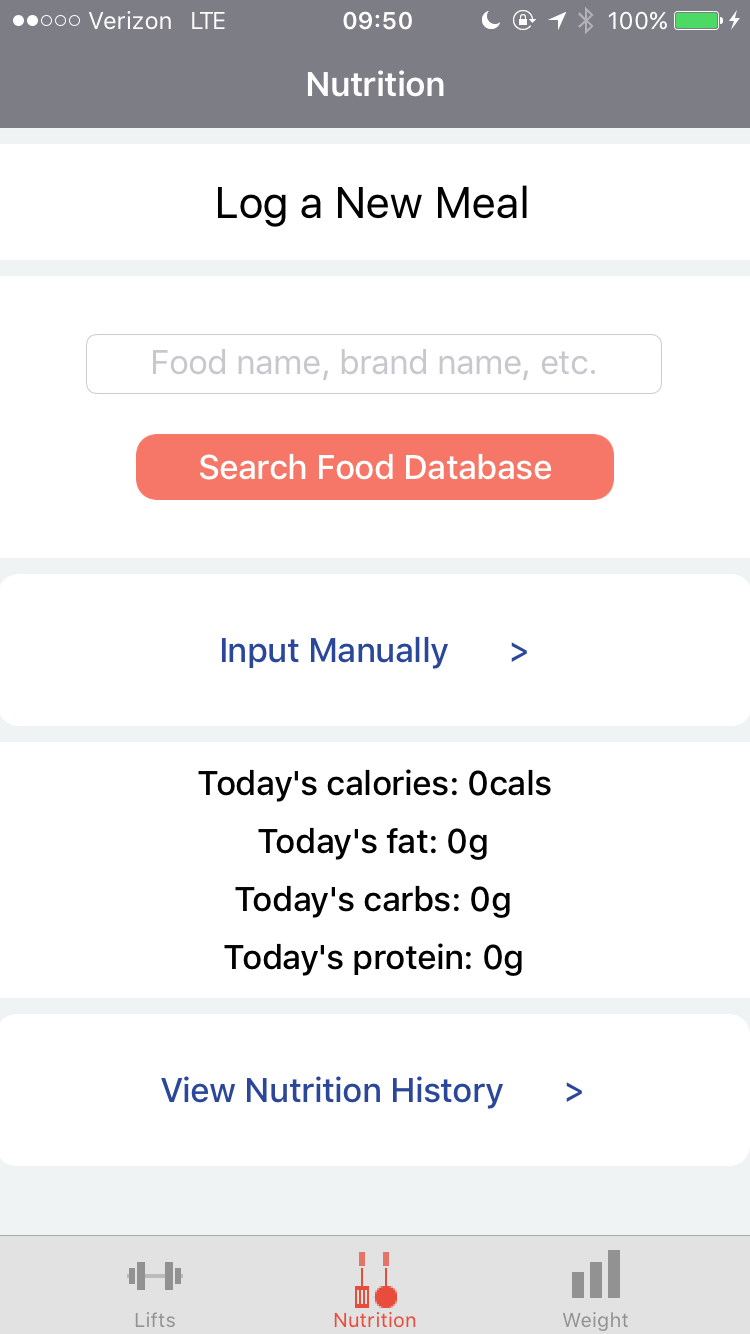 Verizon LTE 09:50 100%
Nutrition
Log a New Meal
Food name, brand name, etc.
Search Food Database
Input Manually >
Today's calories: 0cals
Today's fat: 0g
Today's carbs: 0g
Today's protein: 0g
View Nutrition History >
Lifts Nutrition Weight